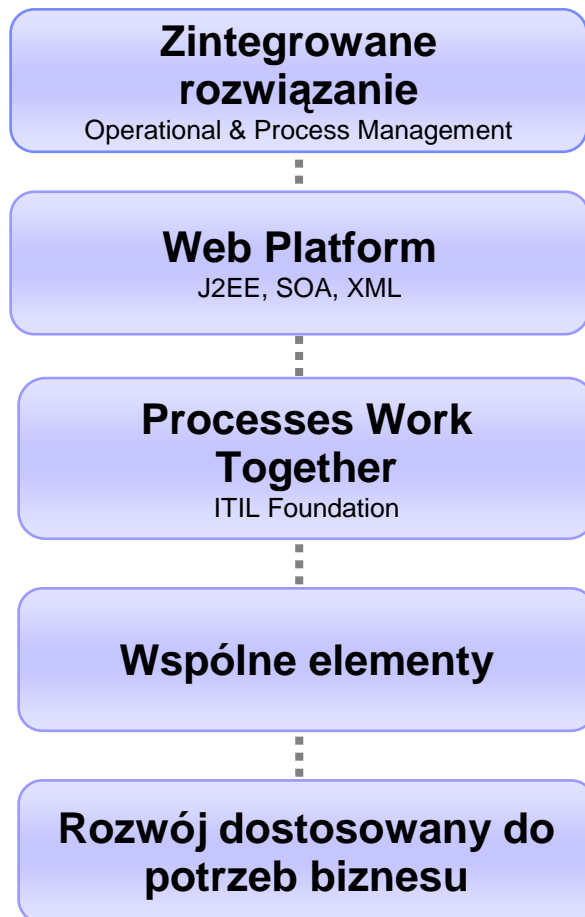 Zintegrowane
rozwiązanie
Operational & Process Management
Web Platform
J2EE, SOA, XML
Processes Work
Together
ITIL Foundation
Wspólne elementy
Rozwój dostosowany do
potrzeb biznesu